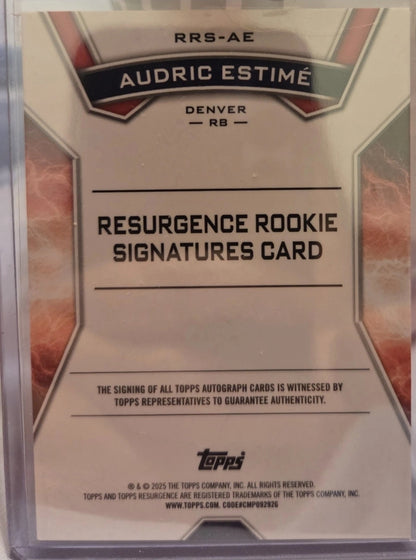 RRS-AE
AUDRIC ESTIMÉ
DENVER
— RB —
RESURGENCE ROOKIE
SIGNATURES CARD
THE SIGNING OF ALL TOPPS AUTOGRAPH CARDS IS WITNESSED BY
TOPPS REPRESENTATIVES TO GUARANTEE AUTHENTICITY.
topps
® & © 2025 THE TOPPS COMPANY, INC. ALL RIGHTS RESERVED.
TOPPS AND TOPPS RESURGENCE ARE REGISTERED TRADEMARKS OF THE TOPPS COMPANY, INC.
WWW.TOPPS.COM. CODE#CMP092926